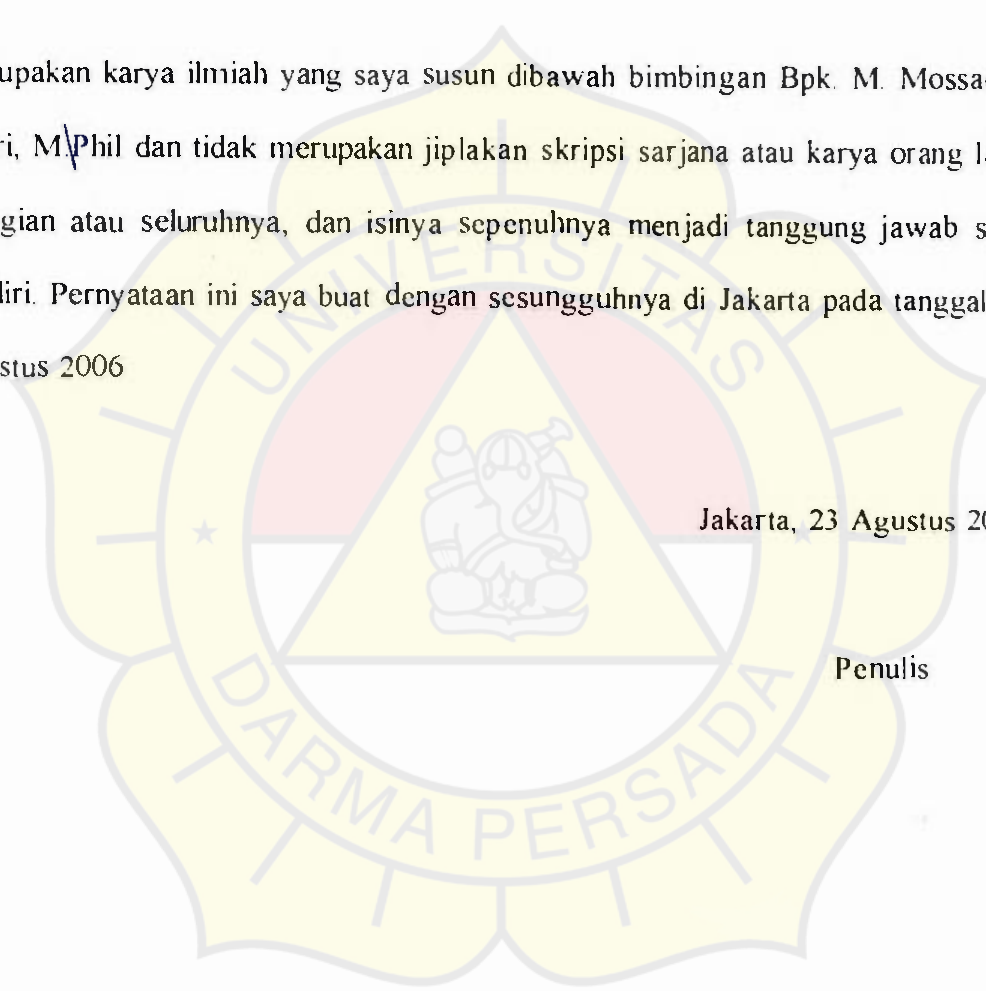 upakan karya ilmiah yang saya susun dibawah bimbingan Bpk. M. Mossa
ri, M.Phil dan tidak merupakan jiplakan skripsi sarjana atau karya orang l
gian atau seluruhnya, dan isinya sepenuhnya menjadi tanggung jawab s
diri. Pernyataan ini saya buat dengan sesungguhnya di Jakarta pada tanggal
stus 2006
UNIVERSITAS
Jakarta, 23 Agustus 20
Penulis
DARMA PERSADA